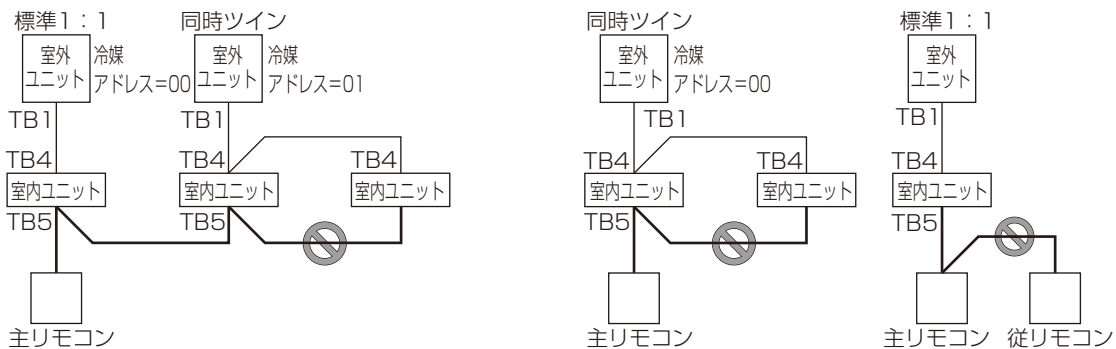 標準1：1
室外
ユニット
冷媒
アドレス=00
TB1
TB4
室内ユニット
TB5
主リモコン
同時ツイン
室外
ユニット
冷媒
アドレス=01
TB1
TB4
室内ユニット
TB5
TB4
室内ユニット
同時ツイン
室外
ユニット
冷媒
アドレス=00
TB1
TB4
室内ユニット
TB5
TB4
室内ユニット
主リモコン
標準1：1
室外
ユニット
TB1
TB4
室内ユニット
TB5
主リモコン
従リモコン